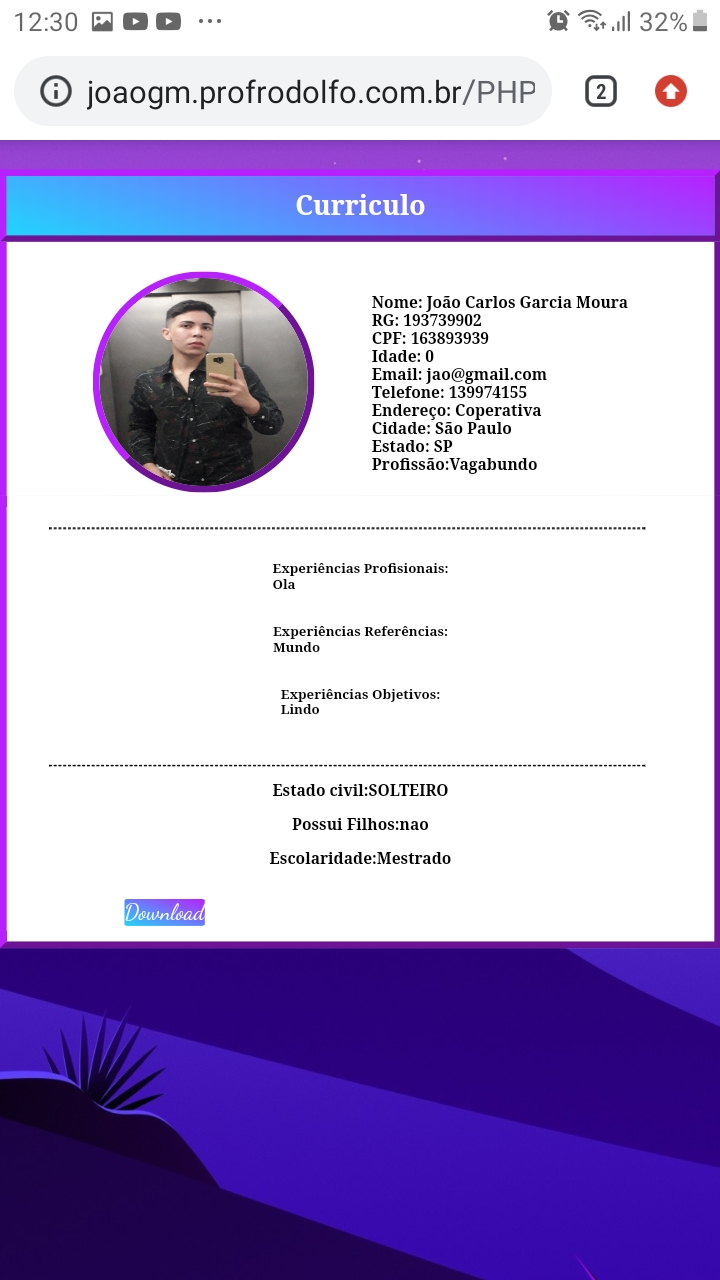 12:30
32%
joaogm.profrodolfo.com.br/PHP
2
Curriculo
Nome: João Carlos Garcia Moura
RG: 193739902
CPF: 163893939
Idade: 0
Email: jao@gmail.com
Telefone: 139974155
Endereço: Coperativa
Cidade: São Paulo
Estado: SP
Profissão:Vagabundo
Experiências Profisionais:
Ola
Experiências Referências:
Mundo
Experiências Objetivos:
Lindo
Estado civil:SOLTEIRO
Possui Filhos:nao
Escolaridade:Mestrado
Download